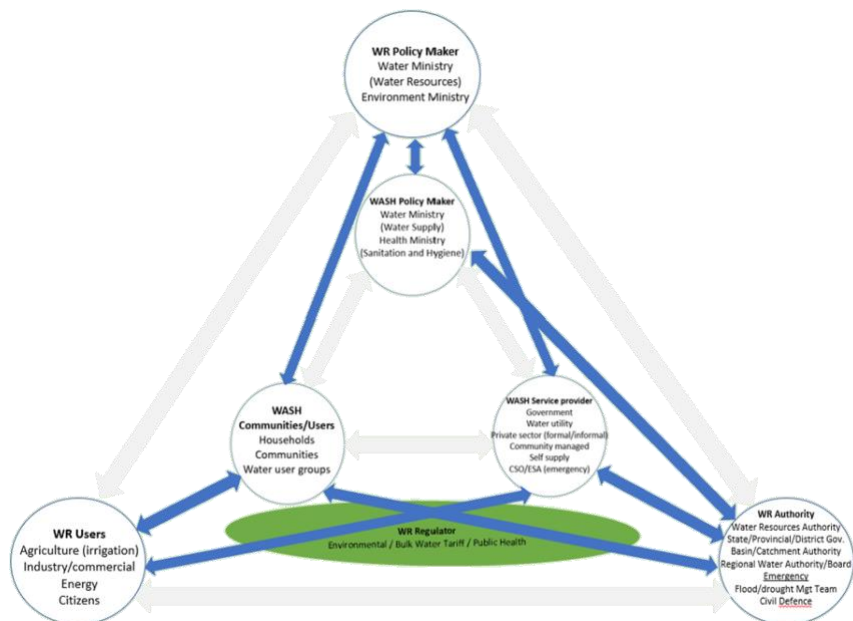 WR Policy Maker
Water Ministry
(Water Resources)
Environment Ministry
WASH Policy Maker
Water Ministry
(Water Supply)
Health Ministry
(Sanitation and Hygiene)
WASH
Communities/Users
Households
Communities
Water user groups
WASH Service provider
Government
Water utility
Private sector (formal/informal)
Community managed
Self supply
CSO/ESA (emergency)
WR Regulator
Environmental / Bulk Water Tariff / Public Health
WR Users
Agriculture (irrigation)
Industry/commercial
Energy
Citizens
WR Authority
Water Resources Authority
State/Provincial/District Gov.
Basin/Catchment Authority
Regional Water Authority/Board
Emergency
Flood/drought Mgt Team
Civil Defence